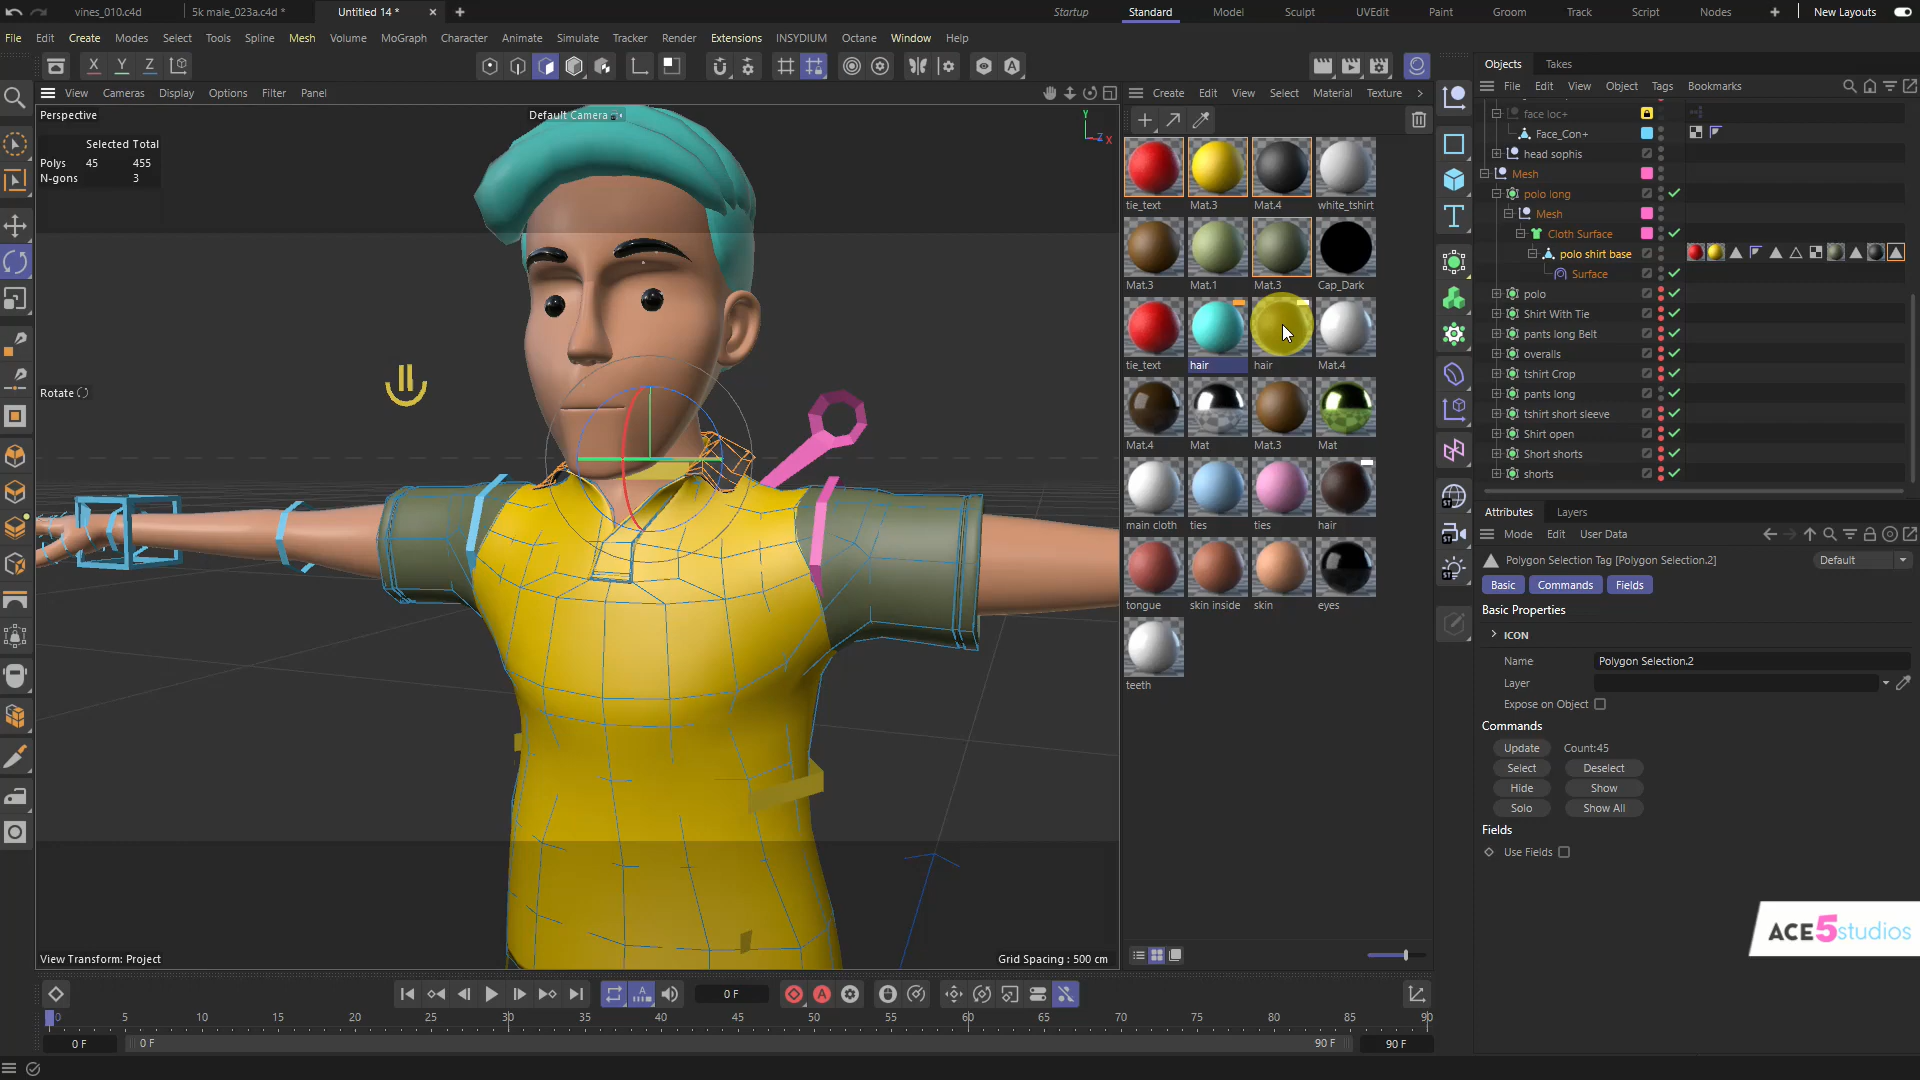 vines_010.c4d
5k male_023a.c4d *
Untitled 14 *
Startup
Standard
Model
Sculpt
UVEdit
Paint
Groom
Track
Script
Nodes
New Layouts
File Edit Create Modes Select Tools Spline Mesh Volume MoGraph Character Animate Simulate Tracker Render Extensions INSYDIUM Octane Window Help
X Y Z
View Cameras Display Options Filter Panel
Perspective
Default Camera
Selected Total
Polys 45 455
N-gons 3
Y
Z X
Rotate
View Transform: Project
Grid Spacing : 500 cm
Create Edit View Select Material Texture
tie_text Mat.3 Mat.4 white_tshirt
Mat.3 Mat.1 Mat.3 Cap_Dark
tie_text hair hair Mat.4
Mat.4 Mat Mat.3 Mat
main cloth ties ties hair
tongue skin inside skin eyes
teeth
Objects Takes
File Edit View Object Tags Bookmarks
face loc+
Face_Con+
head sophis
Mesh
polo long
Mesh
Cloth Surface
polo shirt base
Surface
polo
Shirt With Tie
pants long Belt
overalls
tshirt Crop
pants long
tshirt short sleeve
Shirt open
Short shorts
shorts
Attributes Layers
Mode Edit User Data
Polygon Selection Tag [Polygon Selection.2]
Default
Basic Commands Fields
Basic Properties
ICON
Name Polygon Selection.2
Layer
Expose on Object
Commands
Update Count:45
Select Deselect
Hide Show
Solo Show All
Fields
Use Fields
ACE5studios
0 F
0 5 10 15 20 25 30 35 40 45 50 55 60 65 70 75 80 85 90
0 F 0 F 90 F 90 F